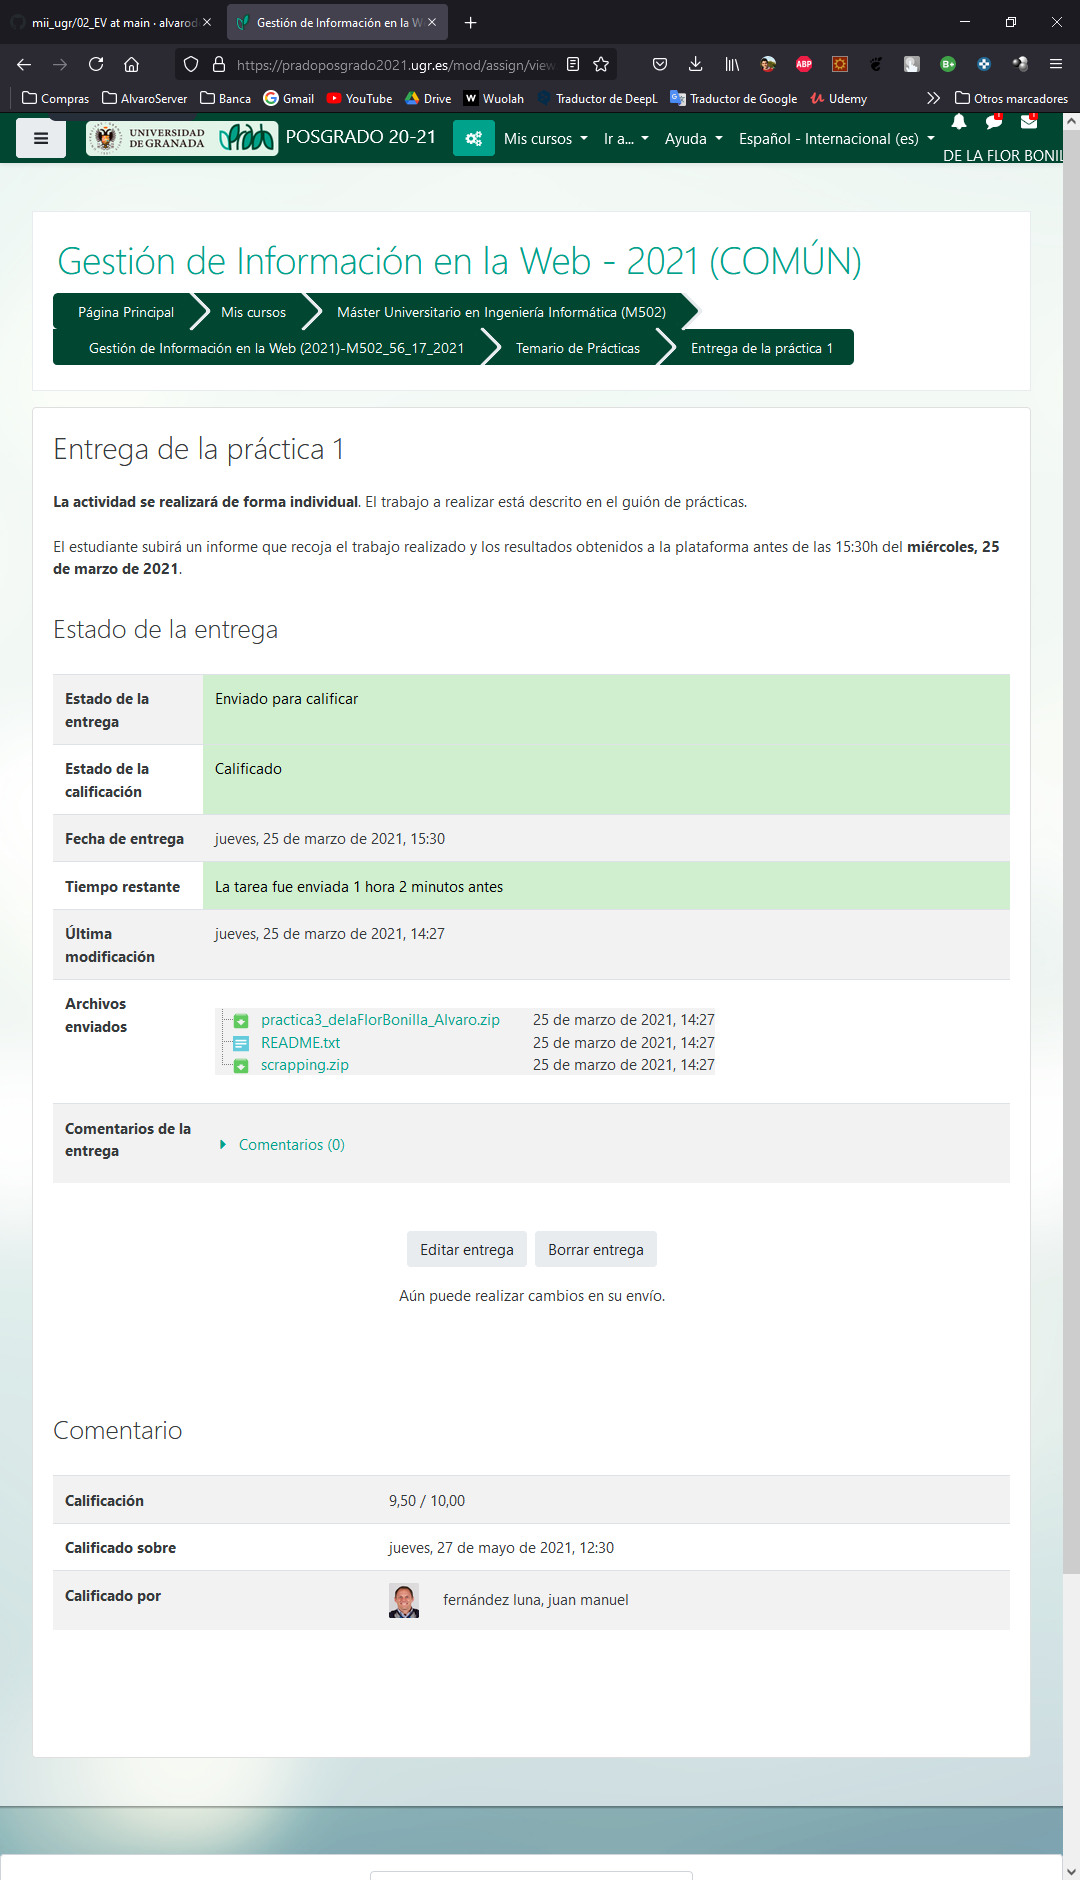 mii_ugr/02_EV at main · alvarod
Gestión de Información en la W
https://pradoposgrado2021.ugr.es/mod/assign/view
ABP
B+
Compras
AlvaroServer
Banca
Gmail
YouTube
Drive
Wuolah
Traductor de DeepL
Traductor de Google
Udemy
Otros marcadores
UNIVERSIDAD
DE GRANADA
POSGRADO 20-21
Mis cursos
Ir a...
Ayuda
Español - Internacional (es)
DE LA FLOR BONIL
Gestión de Información en la Web - 2021 (COMÚN)
Página Principal
Mis cursos
Máster Universitario en Ingeniería Informática (M502)
Gestión de Información en la Web (2021)-M502_56_17_2021
Temario de Prácticas
Entrega de la práctica 1
Entrega de la práctica 1
La actividad se realizará de forma individual. El trabajo a realizar está descrito en el guión de prácticas.
El estudiante subirá un informe que recoja el trabajo realizado y los resultados obtenidos a la plataforma antes de las 15:30h del miércoles, 25
de marzo de 2021.
Estado de la entrega
Estado de la
entrega
Enviado para calificar
Estado de la
calificación
Calificado
Fecha de entrega
jueves, 25 de marzo de 2021, 15:30
Tiempo restante
La tarea fue enviada 1 hora 2 minutos antes
Última
modificación
jueves, 25 de marzo de 2021, 14:27
Archivos
enviados
practica3_delaFlorBonilla_Alvaro.zip 25 de marzo de 2021, 14:27
README.txt 25 de marzo de 2021, 14:27
scrapping.zip 25 de marzo de 2021, 14:27
Comentarios de la
entrega
Comentarios (0)
Editar entrega
Borrar entrega
Aún puede realizar cambios en su envío.
Comentario
Calificación 9,50 / 10,00
Calificado sobre jueves, 27 de mayo de 2021, 12:30
Calificado por fernández luna, juan manuel